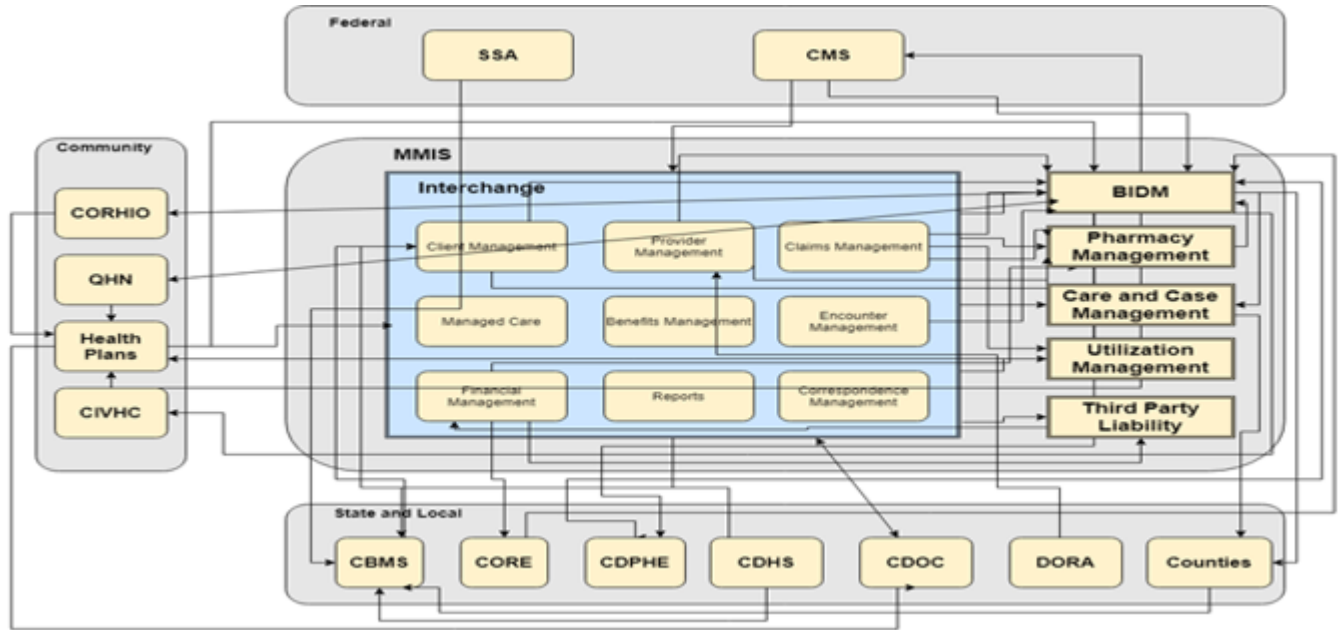 Federal
SSA
CMS
Community
MMIS
CORHIO
QHN
Health
Plans
CIVHC
Interchange
Client Management
Provider
Management
Claims Management
Managed Care
Benefits Management
Encounter
Management
Financial
Management
Reports
Correspondence
Management
BIDM
Pharmacy
Management
Care and Case
Management
Utilization
Management
Third Party
Liability
State and Local
CBMS
CORE
CDPHE
CDHS
CDOC
DORA
Counties